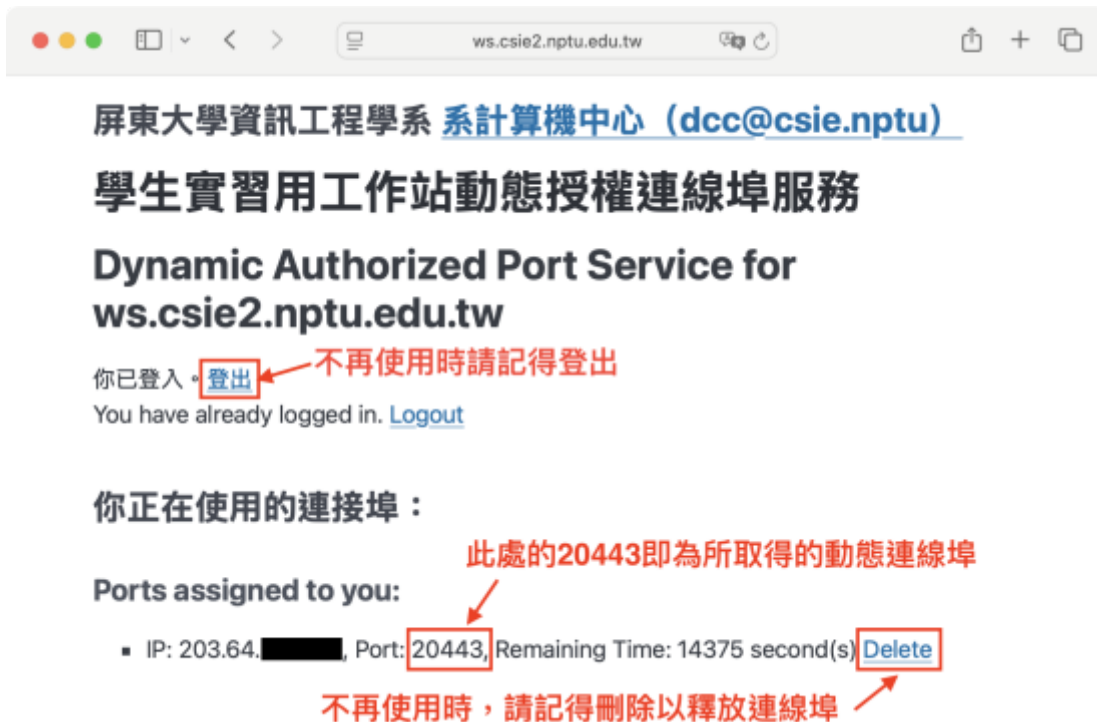 ws.csie2.nptu.edu.tw
屏東大學資訊工程學系 系計算機中心（dcc@csie.nptu）
學生實習用工作站動態授權連線埠服務
Dynamic Authorized Port Service for
ws.csie2.nptu.edu.tw
不再使用時請記得登出
你已登入。登出
You have already logged in. Logout
你正在使用的連接埠：
此處的20443即為所取得的動態連線埠
Ports assigned to you:
▪ IP: 203.64. , Port: 20443, Remaining Time: 14375 second(s) Delete
不再使用時，請記得刪除以釋放連線埠